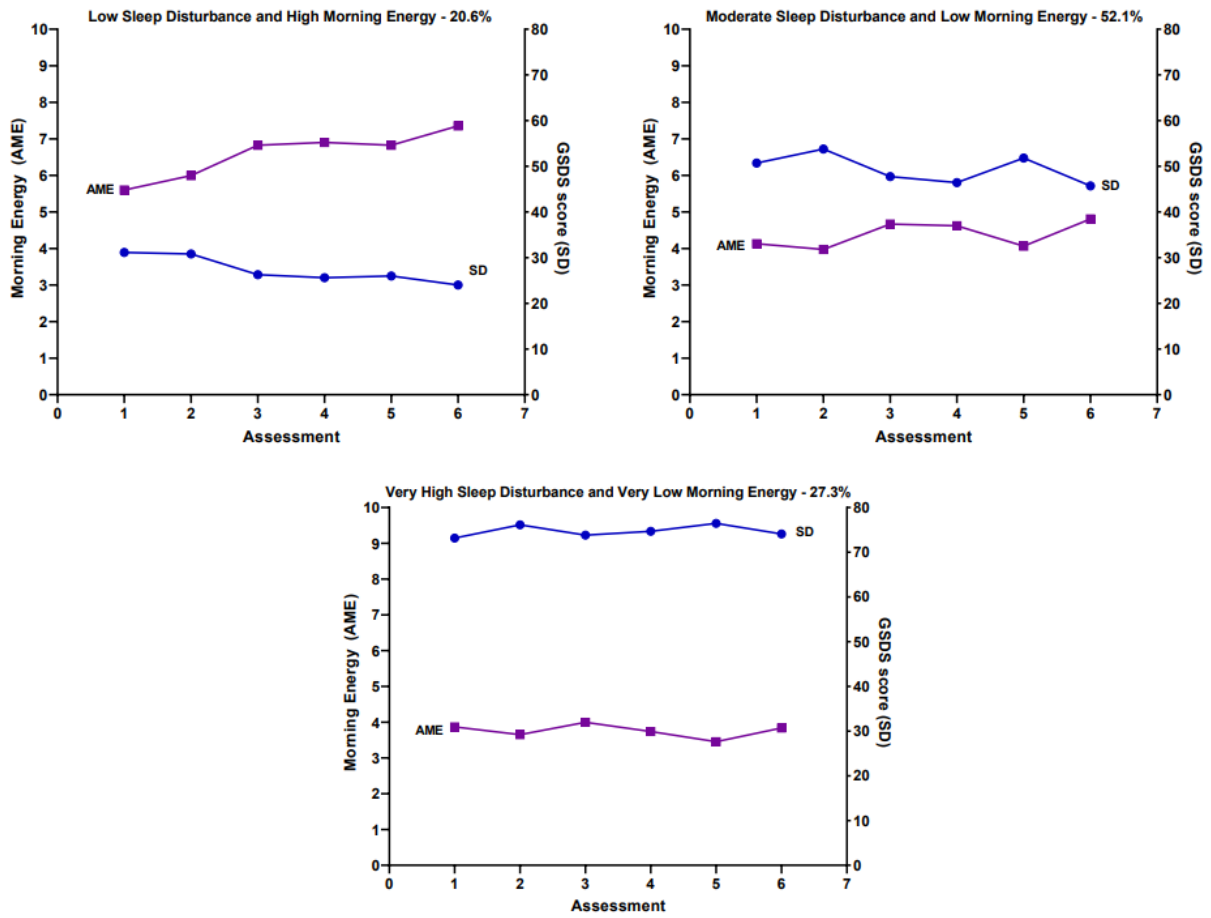 Low Sleep Disturbance and High Morning Energy - 20.6%
10
9
8
7
6
5
4
3
2
1
0
Morning Energy (AME)
AME
SD
80
70
60
50
40
30
20
10
0
GSDS score (SD)
0 1 2 3 4 5 6 7
Assessment
Moderate Sleep Disturbance and Low Morning Energy - 52.1%
10
9
8
7
6
5
4
3
2
1
0
Morning Energy (AME)
SD
AME
80
70
60
50
40
30
20
10
0
GSDS score (SD)
0 1 2 3 4 5 6 7
Assessment
Very High Sleep Disturbance and Very Low Morning Energy - 27.3%
10
9
8
7
6
5
4
3
2
1
0
Morning Energy (AME)
SD
AME
80
70
60
50
40
30
20
10
0
GSDS score (SD)
0 1 2 3 4 5 6 7
Assessment